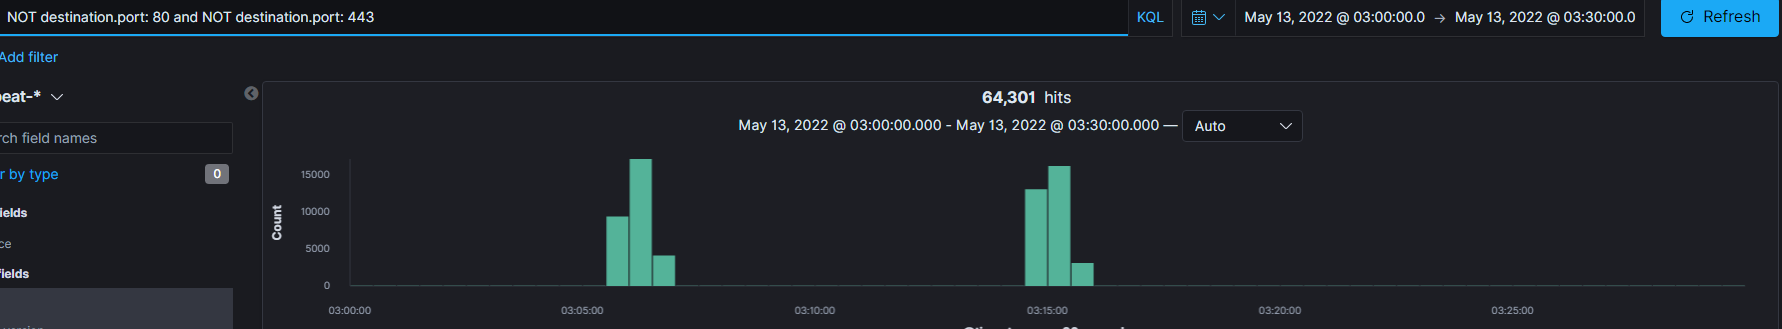 NOT destination.port: 80 and NOT destination.port: 443
KQL
May 13, 2022 @ 03:00:00.0 → May 13, 2022 @ 03:30:00.0
Refresh
Add filter
eat-*
64,301 hits
May 13, 2022 @ 03:00:00.000 - May 13, 2022 @ 03:30:00.000 —
Auto
rch field names
r by type
0
ields
ce
fields
Count
15000
10000
5000
0
03:00:00
03:05:00
03:10:00
03:15:00
03:20:00
03:25:00